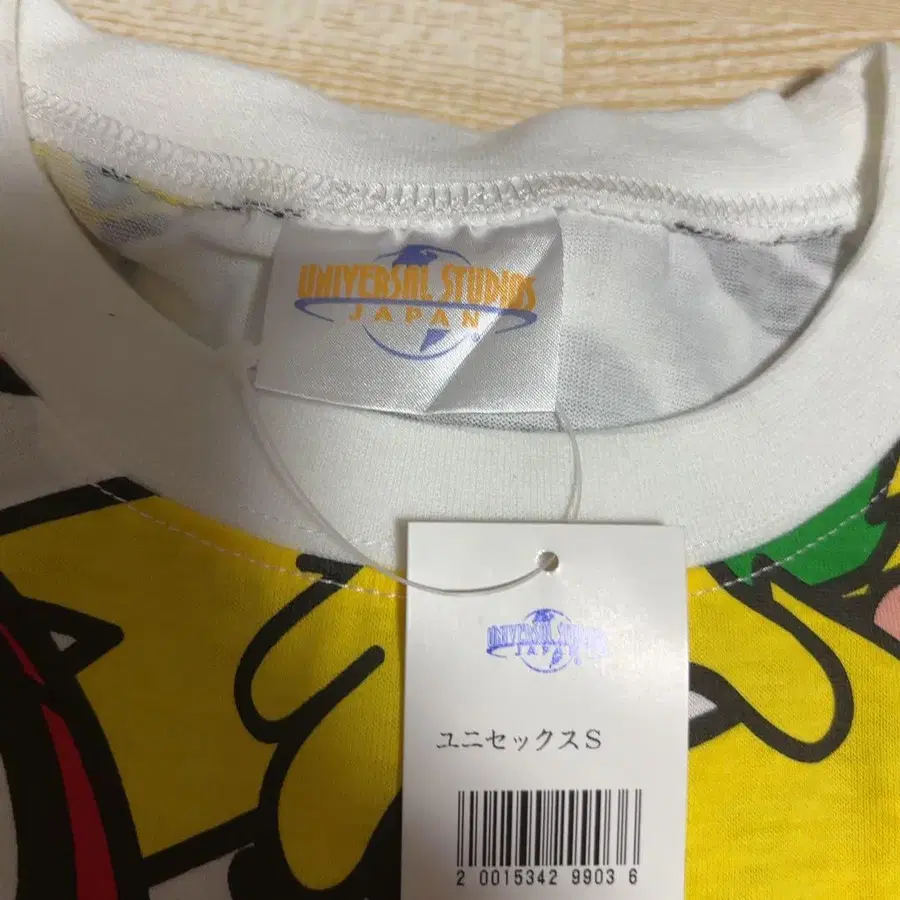 UNIVERSAL STUDIOS
JAPAN
®
UNIVERSAL STUDIOS
JAPAN
®
ユニセックスS
2 0015342 9903 6